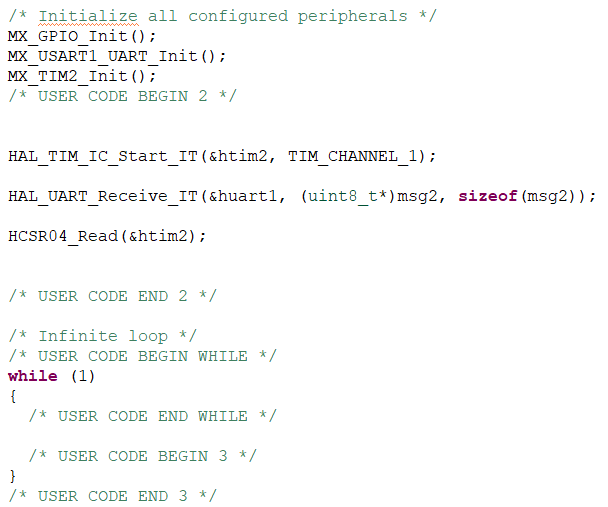 /* Initialize all configured peripherals */
MX_GPIO_Init();
MX_USART1_UART_Init();
MX_TIM2_Init();
/* USER CODE BEGIN 2 */
HAL_TIM_IC_Start_IT(&htim2, TIM_CHANNEL_1);
HAL_UART_Receive_IT(&huart1, (uint8_t*)msg2, sizeof(msg2));
HCSR04_Read(&htim2);
/* USER CODE END 2 */
/* Infinite loop */
/* USER CODE BEGIN WHILE */
while (1)
{
/* USER CODE END WHILE */
/* USER CODE BEGIN 3 */
}
/* USER CODE END 3 */